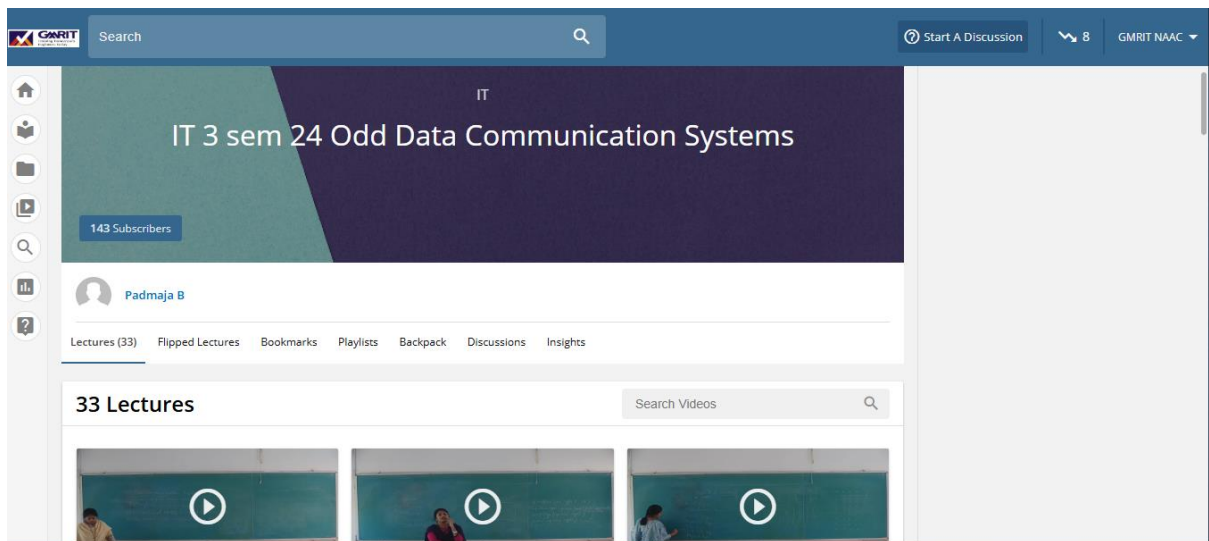 GMRIT
Search
Start A Discussion
8
GMRIT NAAC
IT
IT 3 sem 24 Odd Data Communication Systems
143 Subscribers
Padmaja B
Lectures (33) Flipped Lectures Bookmarks Playlists Backpack Discussions Insights
33 Lectures
Search Videos